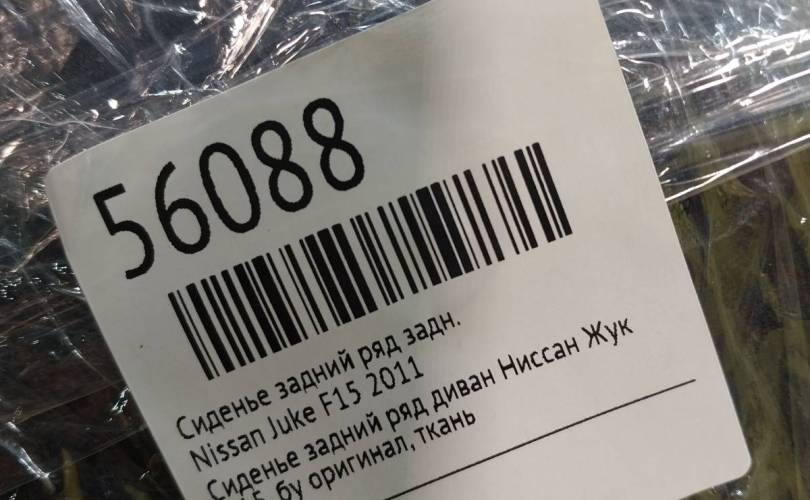 56088
Сиденье задний ряд задн.
Nissan Juke F15 2011
Сиденье задний ряд диван Ниссан Жук
бу оригинал, ткань